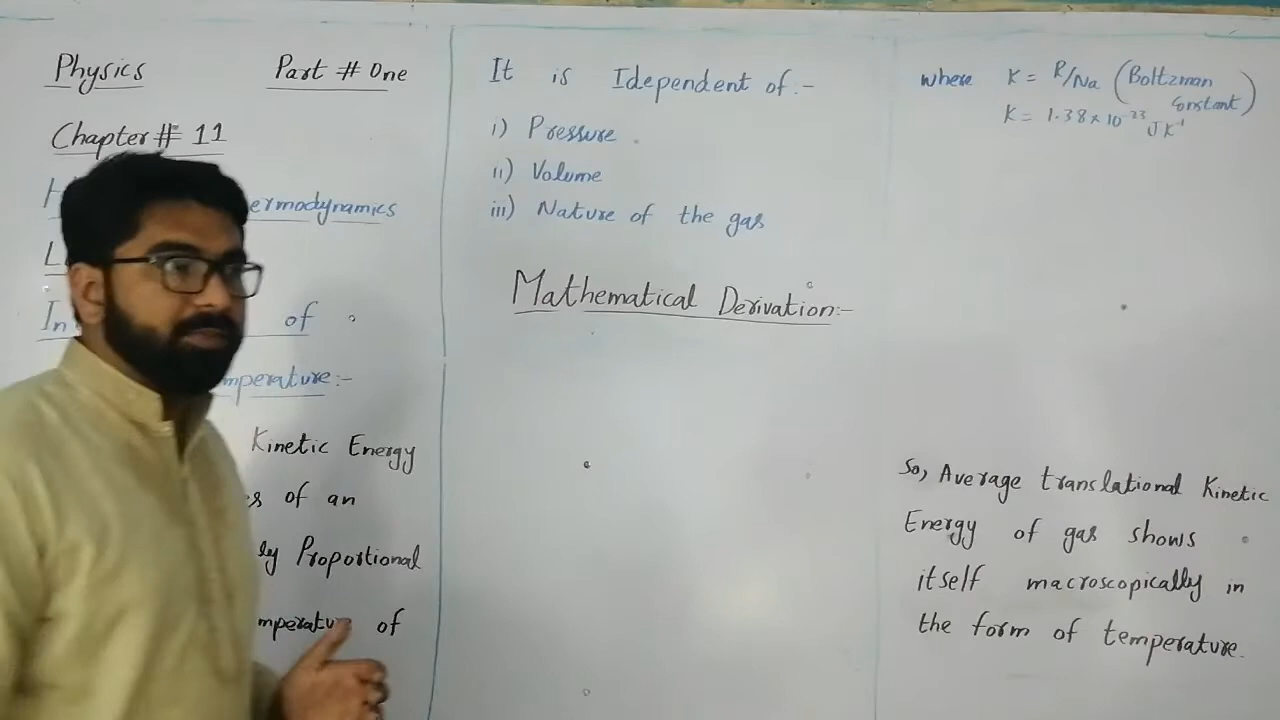 Physics Part # One
Chapter # 11
ermodynamics
of
mperature:-
Kinetic Energy
s of an
ly Proportional
mperature of
It is Idependent of:-
i) Pressure
ii) Volume
iii) Nature of the gas
Mathematical Derivation:-
where K = R/Na (Boltzman Constant)
K = 1.38 x 10⁻²³ J K⁻¹
So, Average translational Kinetic
Energy of gas shows
itself macroscopically in
the form of temperature.